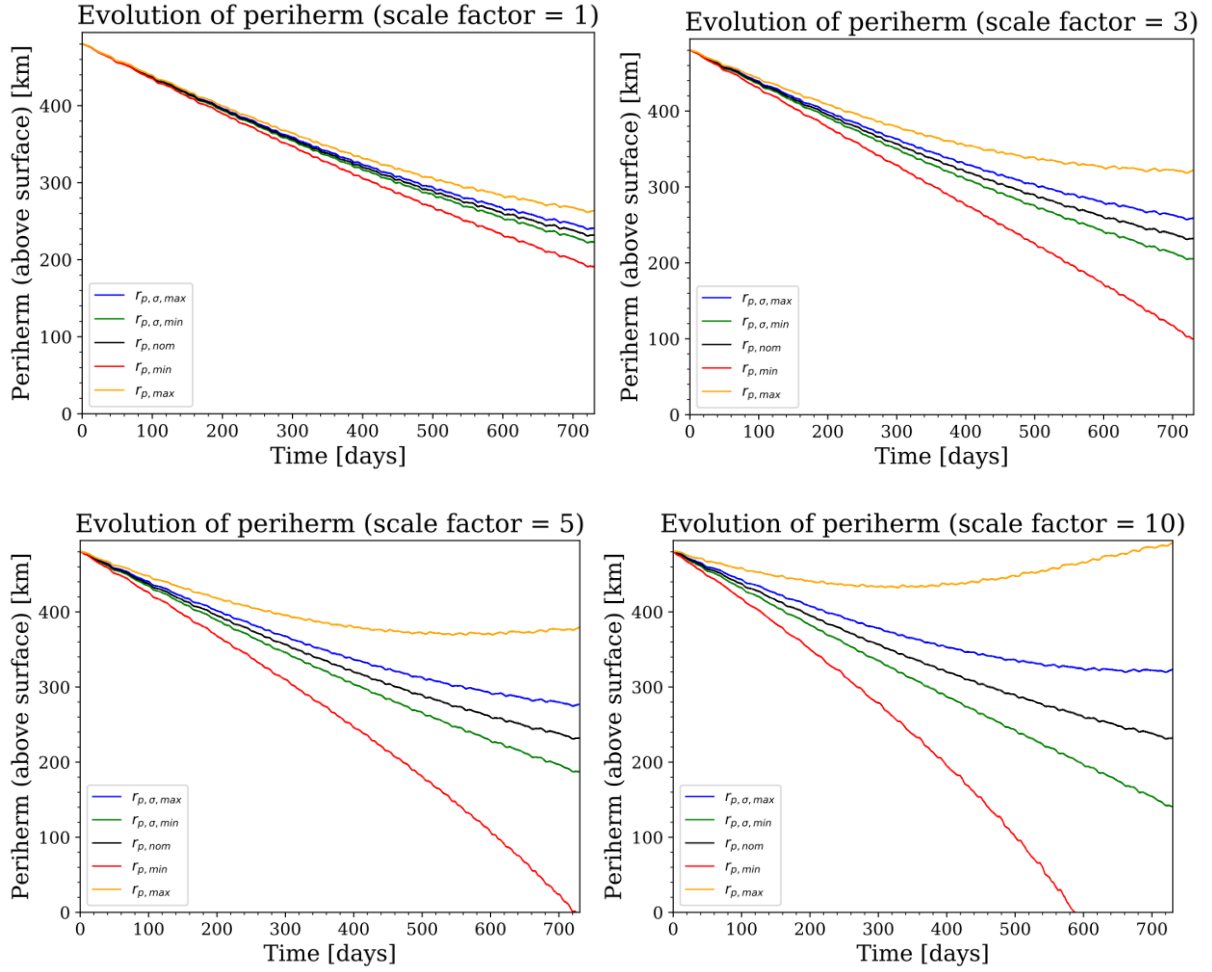 Evolution of periherm (scale factor = 1)
Periherm (above surface) [km]
400
300
200
100
0
r_{p, σ, max}
r_{p, σ, min}
r_{p, nom}
r_{p, min}
r_{p, max}
0 100 200 300 400 500 600 700
Time [days]
Evolution of periherm (scale factor = 3)
Periherm (above surface) [km]
400
300
200
100
0
r_{p, σ, max}
r_{p, σ, min}
r_{p, nom}
r_{p, min}
r_{p, max}
0 100 200 300 400 500 600 700
Time [days]
Evolution of periherm (scale factor = 5)
Periherm (above surface) [km]
400
300
200
100
0
r_{p, σ, max}
r_{p, σ, min}
r_{p, nom}
r_{p, min}
r_{p, max}
0 100 200 300 400 500 600 700
Time [days]
Evolution of periherm (scale factor = 10)
Periherm (above surface) [km]
400
300
200
100
0
r_{p, σ, max}
r_{p, σ, min}
r_{p, nom}
r_{p, min}
r_{p, max}
0 100 200 300 400 500 600 700
Time [days]